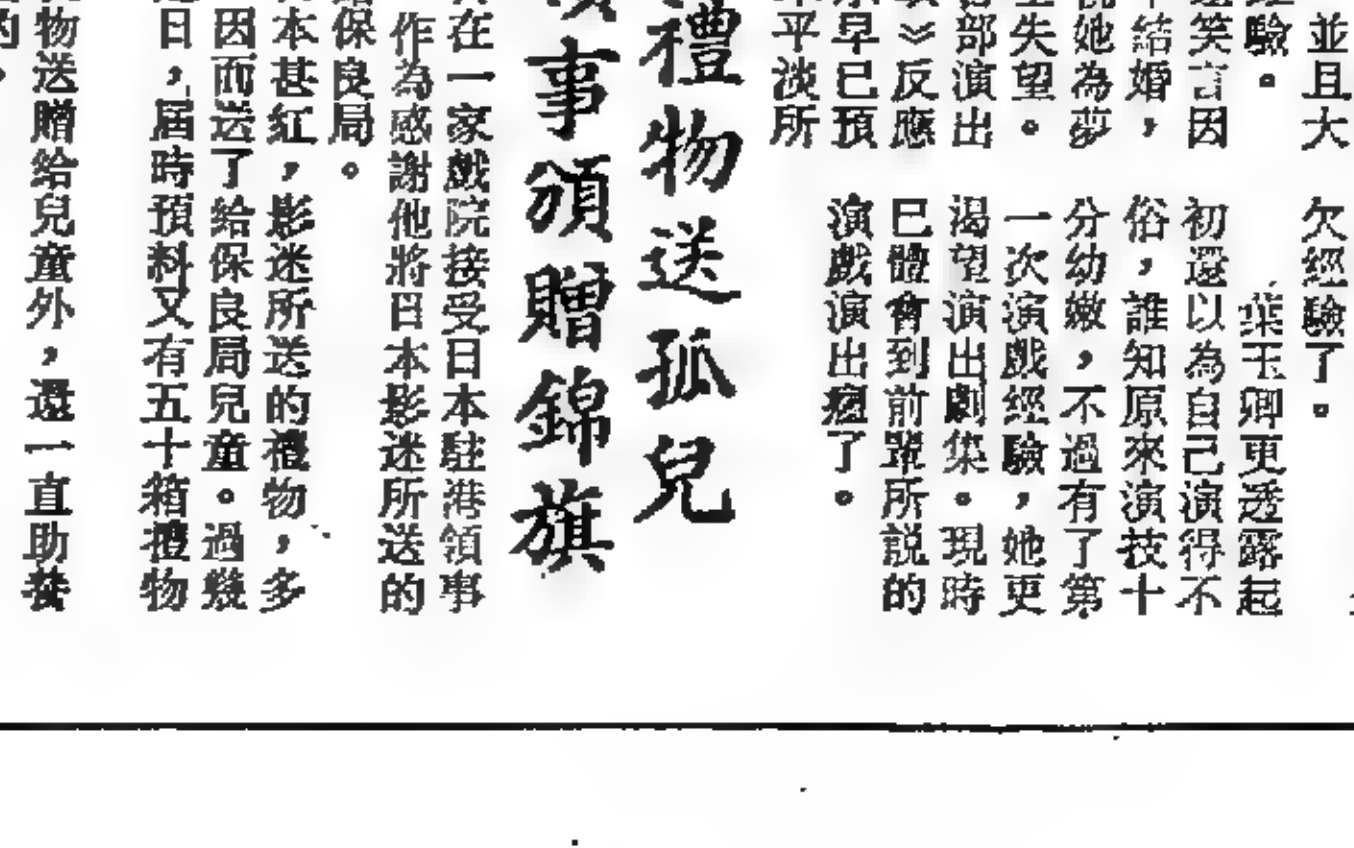 並且大
驗。
笑言因
結婚，
她為夢
失望。
部演出
》反應
早已預
平淡所
欠經驗了。
葉玉卿更透露起
初還以為自己演得不
俗，誰知原來演技十
分幼嫩，不過有了第
一次演戲經驗，她更
渴望演出劇集。現時
已體會到前輩所説的
演戲演出癮了。
禮物送孤兒
事頒贈錦旗
在一家戲院接受日本駐港領事
作為感謝他將日本影迷所送的
保良局。
本甚紅，影迷所送的禮物，多
因而送了給保良局兒童。過幾
日，屆時預料又有五十箱禮物
物送贈給兒童外，還一直助養